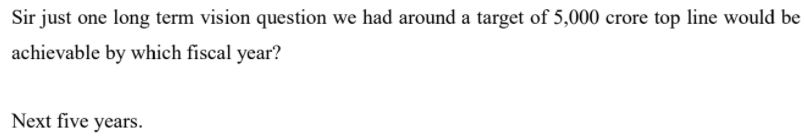 Sir just one long term vision question we had around a target of 5,000 crore top line would be
achievable by which fiscal year?
Next five years.